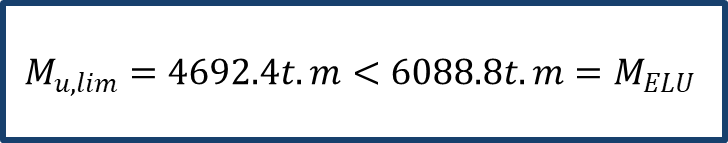 M_{u,lim} = 4692.4t.m < 6088.8t.m = M_{ELU}